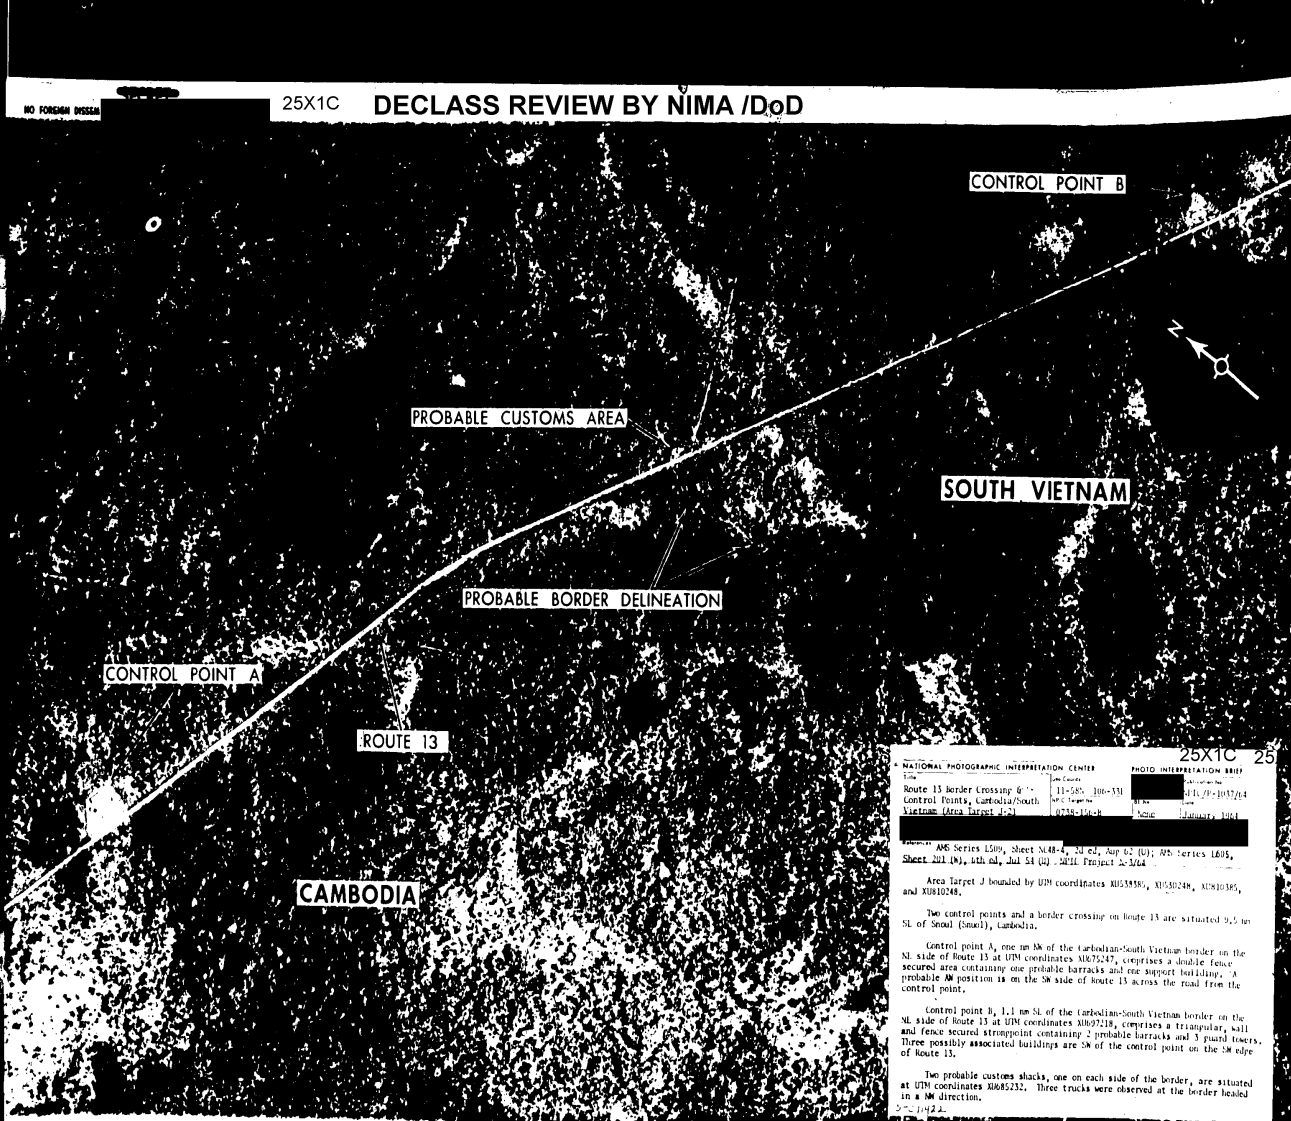 NO FOREIGN DISSEM
25X1C
DECLASS REVIEW BY NIMA /DoD
CONTROL POINT B
N
PROBABLE CUSTOMS AREA
SOUTH VIETNAM
PROBABLE BORDER DELINEATION
CONTROL POINT A
ROUTE 13
CAMBODIA
25X1C 25
NATIONAL PHOTOGRAPHIC INTERPRETATION CENTER
PHOTO INTERPRETATION BRIEF
Route 13 Border Crossing &
Control Points, Cambodia/South
Vietnam (Area Target J-2)
None
January, 1964
AMS Series L509, Sheet NC48-4, 2d ed, Aug 62 (U); AMS Series L605,
Sheet 201 (W), 6th ed, Jul 54 (U)
Area Target J bounded by UTM coordinates
and XU810248.
Two control points and a border crossing on Route 13 are situated 9.5 nm
SE of Snoul (Snuol), Cambodia.
Control point A, one nm NW of the Cambodian-South Vietnam border on the
NE side of Route 13 at UTM coordinates XU675247, comprises a double fence
secured area containing one probable barracks and one support building. A
probable AW position is on the SW side of Route 13 across the road from the
control point.
Control point B, 1.1 nm SE of the Cambodian-South Vietnam border on the
NE side of Route 13 at UTM coordinates XU697218, comprises a triangular, wall
and fence secured strongpoint containing 2 probable barracks and 3 guard towers.
Three possibly associated buildings are SW of the control point on the SW edge
of Route 13.
Two probable customs shacks, one on each side of the border, are situated
at UTM coordinates XU685232. Three trucks were observed at the border headed
in a NW direction.